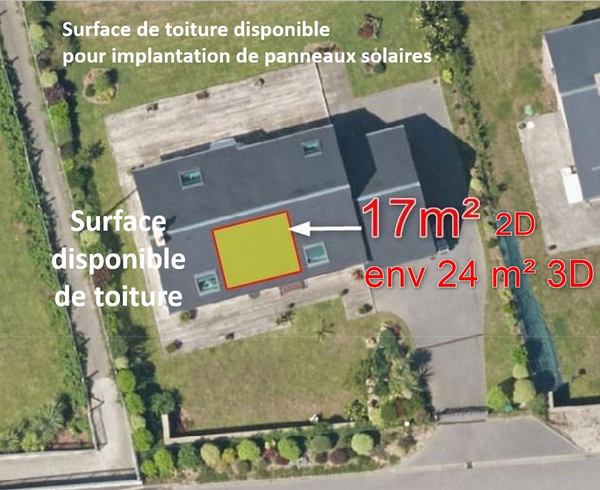 Surface de toiture disponible
pour implantation de panneaux solaires
Surface
disponible
de toiture
17m² 2D
env 24 m² 3D